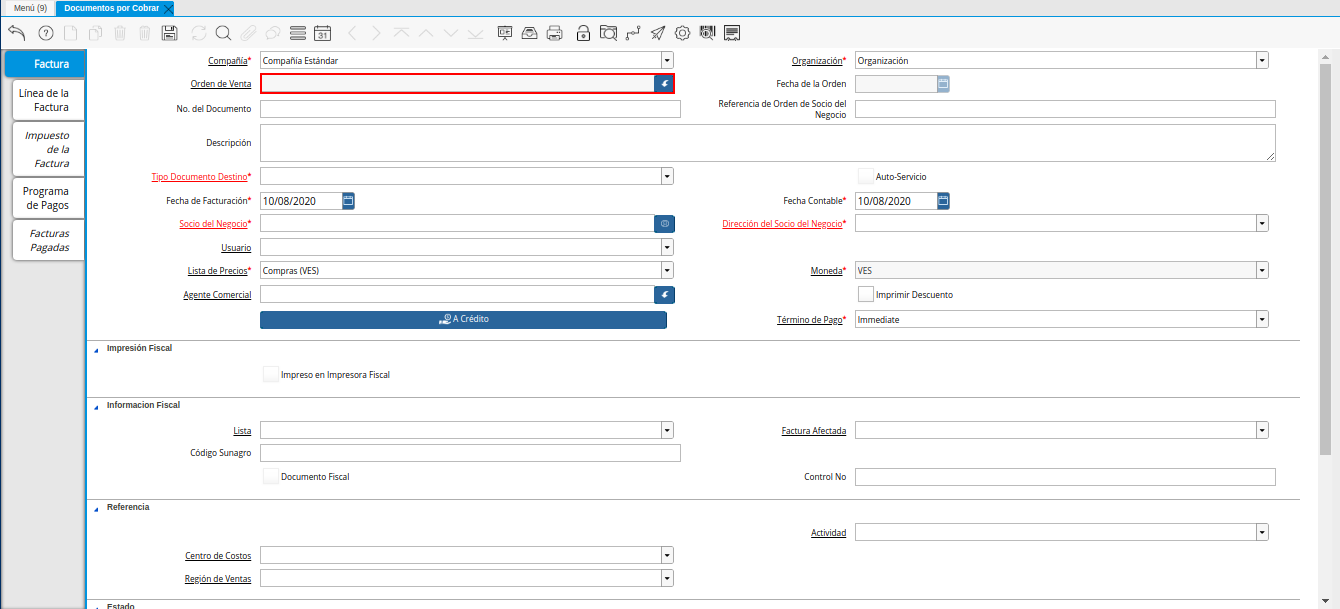 Menú (9)
Documentos por Cobrar
31
Factura
Línea de la
Factura
Impuesto
de la
Factura
Programa
de Pagos
Facturas
Pagadas
Compañía*
Compañía Estándar
Organización*
Organización
Orden de Venta
Fecha de la Orden
No. del Documento
Referencia de Orden de Socio del
Negocio
Descripción
Tipo Documento Destino*
Auto-Servicio
Fecha de Facturación*
10/08/2020
Fecha Contable*
10/08/2020
Socio del Negocio*
Dirección del Socio del Negocio*
Usuario
Lista de Precios*
Compras (VES)
Moneda*
VES
Agente Comercial
Imprimir Descuento
A Crédito
Término de Pago*
Immediate
Impresión Fiscal
Impreso en Impresora Fiscal
Informacion Fiscal
Lista
Factura Afectada
Código Sunagro
Documento Fiscal
Control No
Referencia
Actividad
Centro de Costos
Región de Ventas
Estado